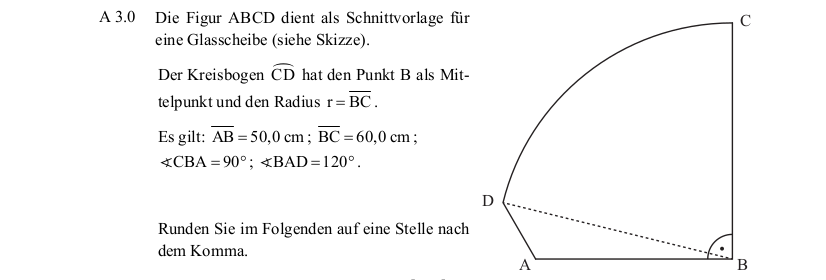 A 3.0 Die Figur ABCD dient als Schnittvorlage für
eine Glasscheibe (siehe Skizze).
Der Kreisbogen CD hat den Punkt B als Mit-
telpunkt und den Radius r = BC.
Es gilt: AB = 50,0 cm; BC = 60,0 cm;
∢CBA = 90°; ∢BAD = 120°.
Runden Sie im Folgenden auf eine Stelle nach
dem Komma.
C
D
A
B